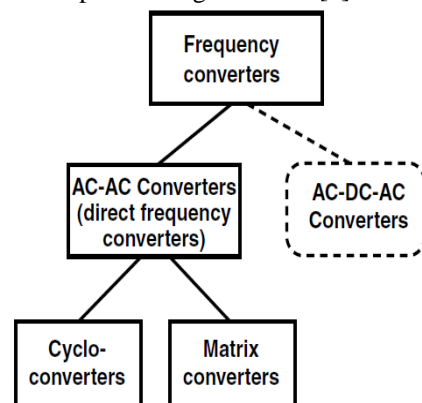 Frequency
converters
AC-AC Converters
(direct frequency
converters)
AC-DC-AC
Converters
Cyclo-
converters
Matrix
converters